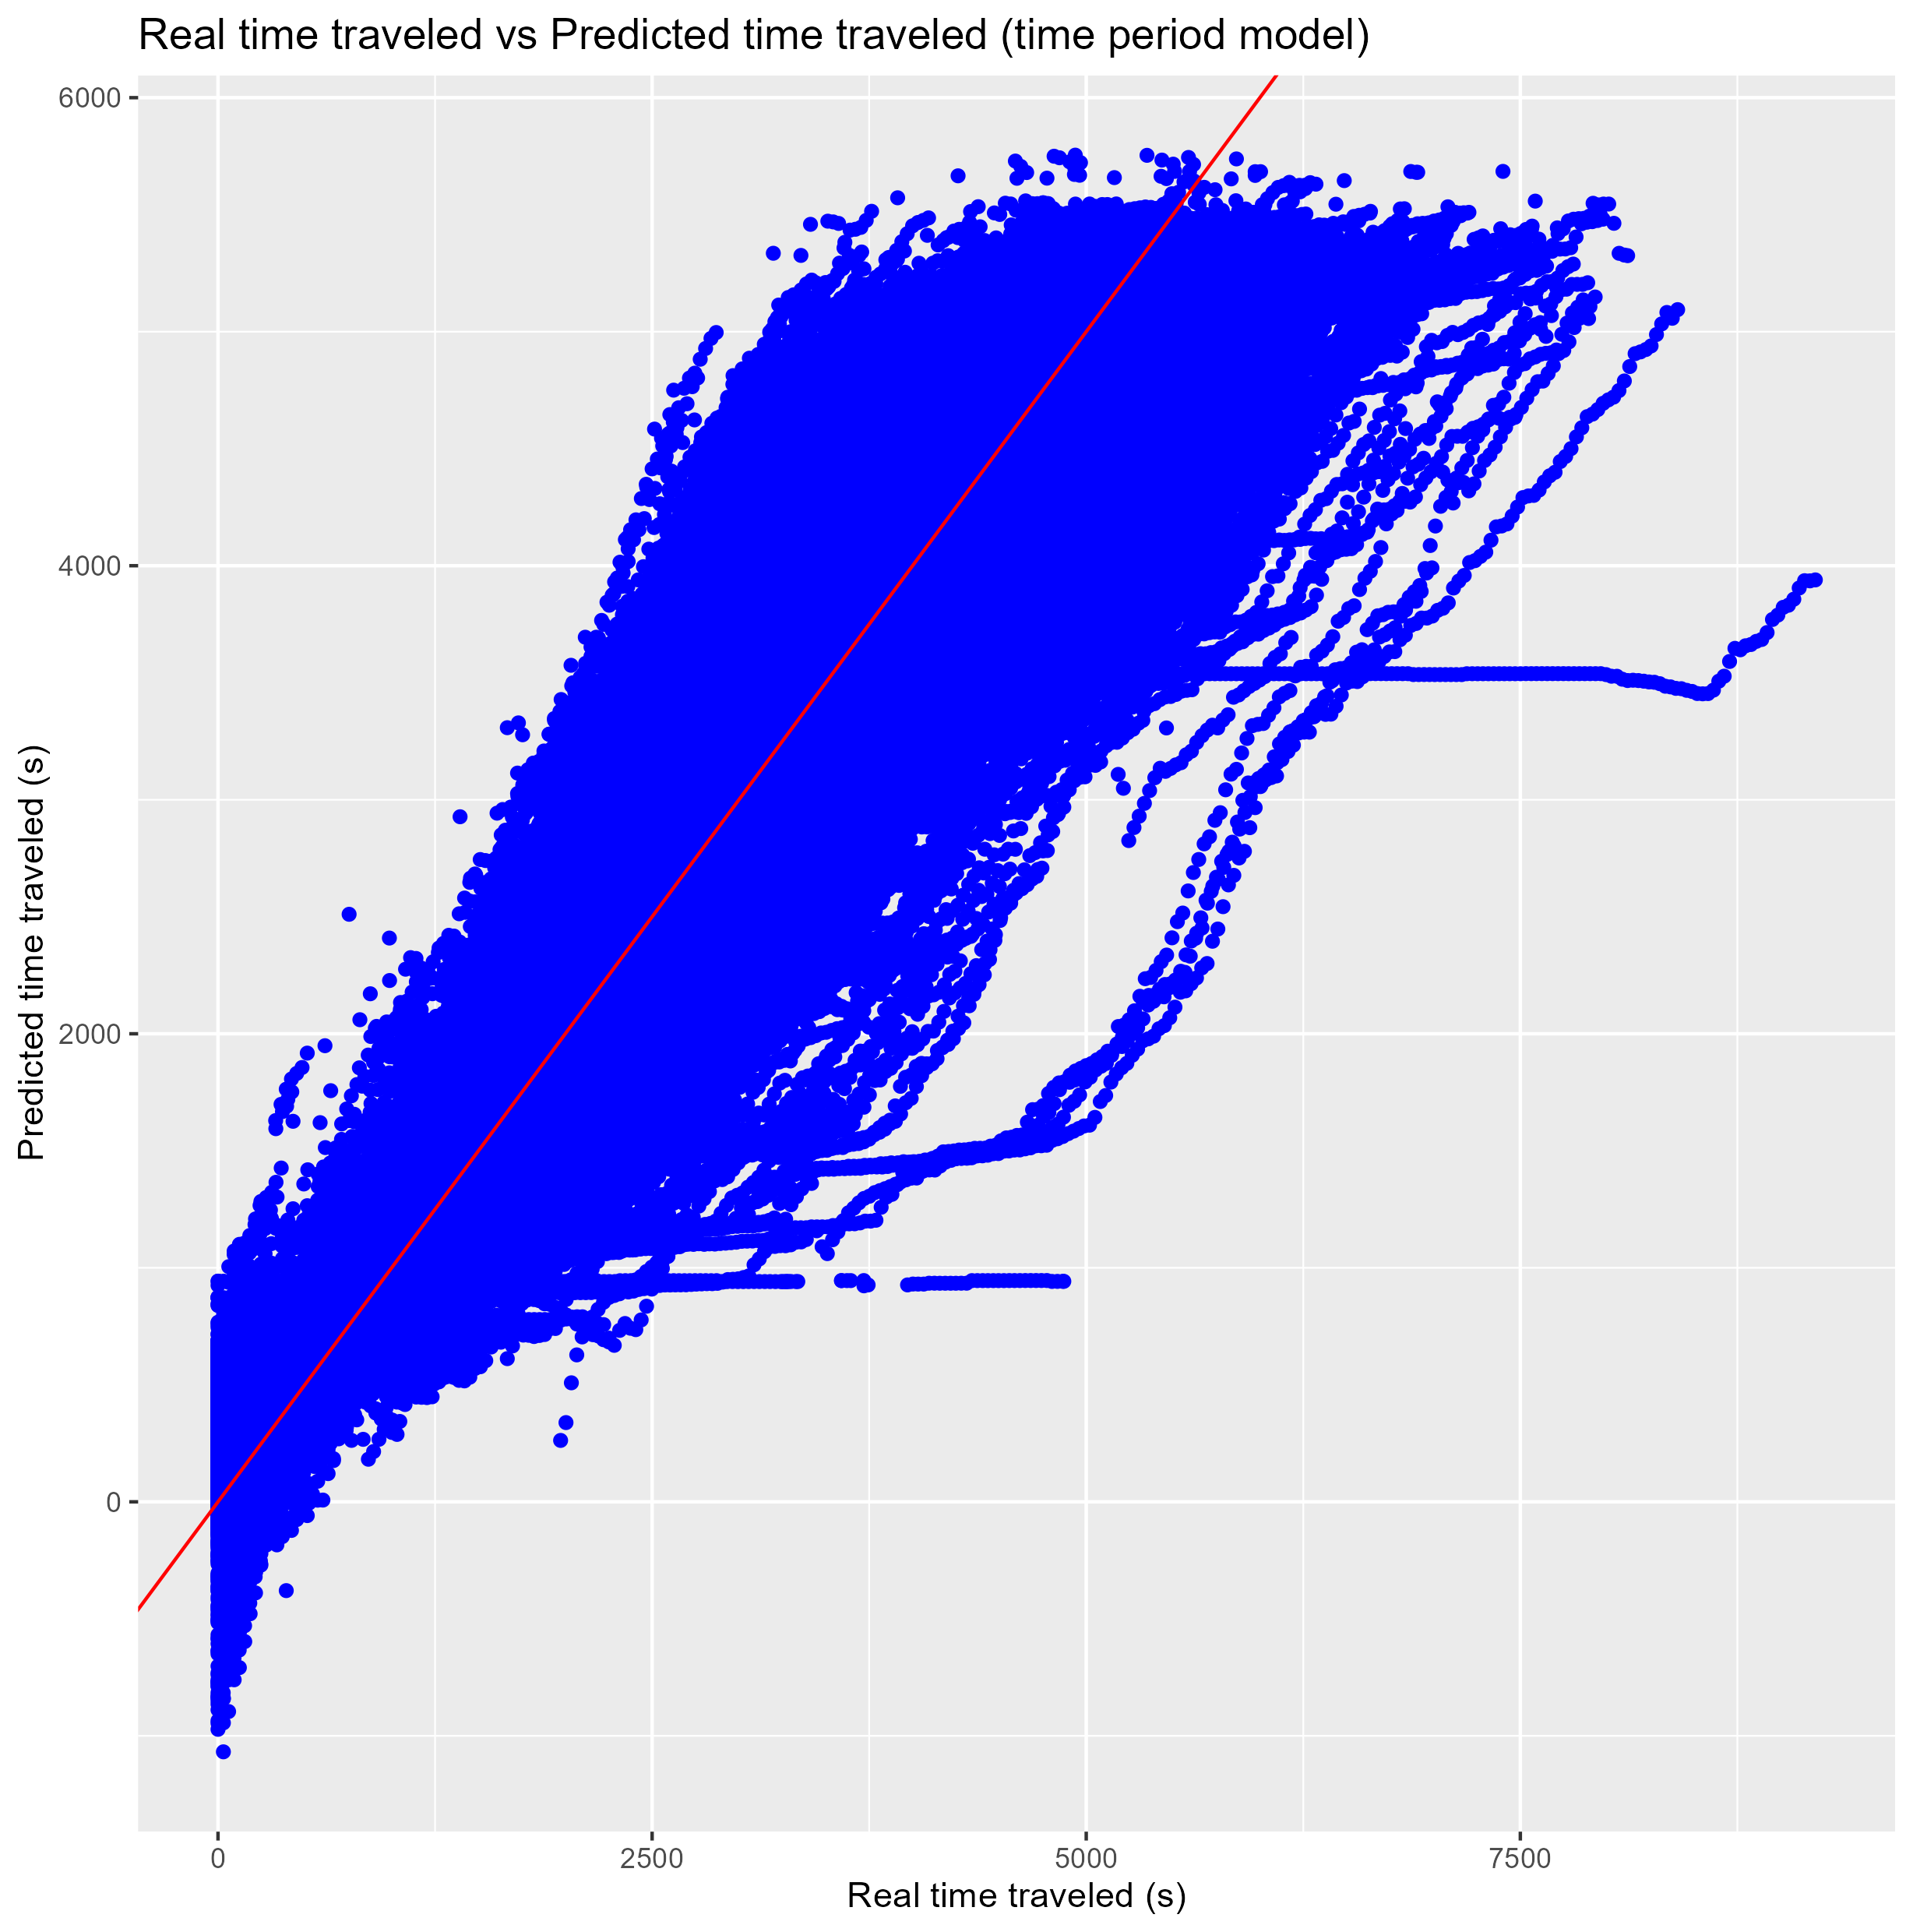 Real time traveled vs Predicted time traveled (time period model)
6000
4000
2000
0
Predicted time traveled (s)
0
2500
5000
7500
Real time traveled (s)